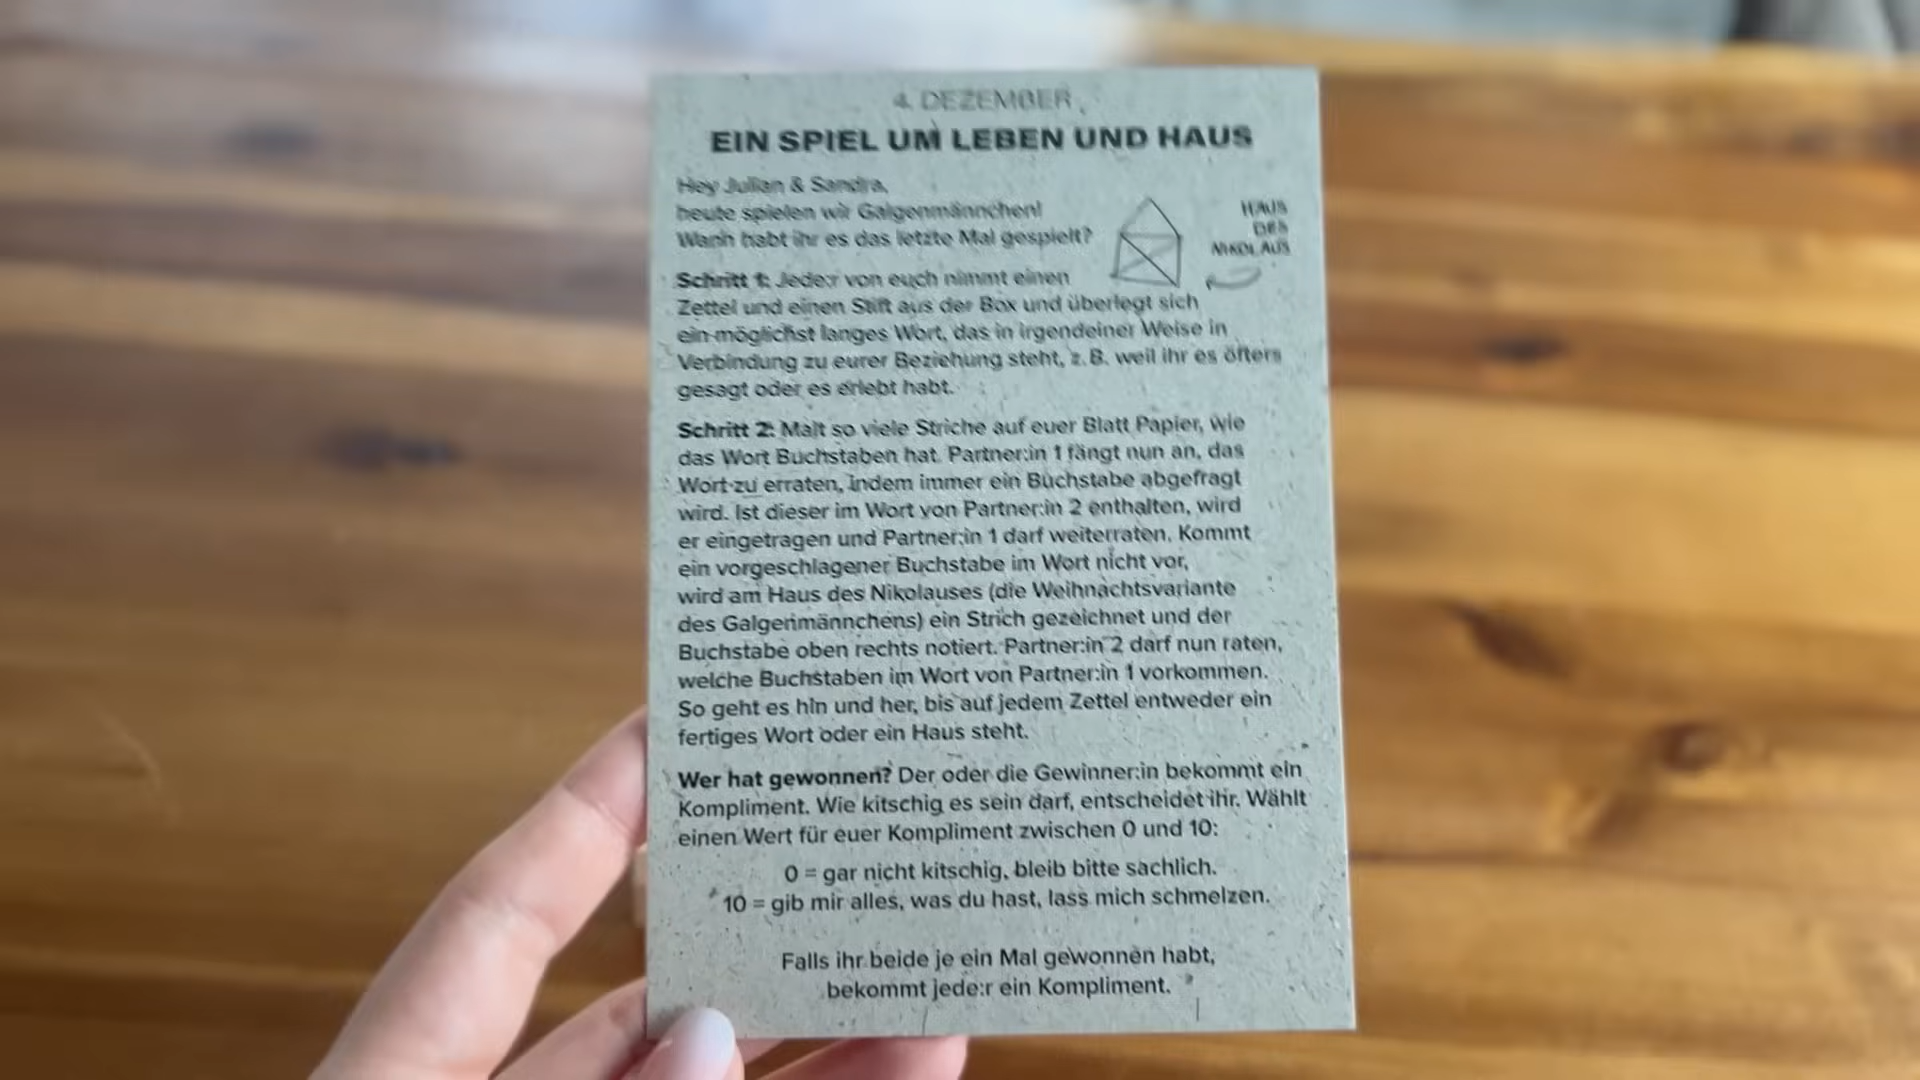 4. DEZEMBER
EIN SPIEL UM LEBEN UND HAUS
Hey Julian & Sandra,
heute spielen wir Galgenmännchen!
Wann habt ihr es das letzte Mal gespielt?
HAUS
DES
NIKOLAUS
Schritt 1: Jede:r von euch nimmt einen
Zettel und einen Stift aus der Box und überlegt sich
ein möglichst langes Wort, das in irgendeiner Weise in
Verbindung zu eurer Beziehung steht, z. B. weil ihr es öfters
gesagt oder es erlebt habt.
Schritt 2: Malt so viele Striche auf euer Blatt Papier, wie
das Wort Buchstaben hat. Partner:in 1 fängt nun an, das
Wort zu erraten, indem immer ein Buchstabe abgefragt
wird. Ist dieser im Wort von Partner:in 2 enthalten, wird
er eingetragen und Partner:in 1 darf weiterraten. Kommt
ein vorgeschlagener Buchstabe im Wort nicht vor,
wird am Haus des Nikolauses (die Weihnachtsvariante
des Galgenmännchens) ein Strich gezeichnet und der
Buchstabe oben rechts notiert. Partner:in 2 darf nun raten,
welche Buchstaben im Wort von Partner:in 1 vorkommen.
So geht es hin und her, bis auf jedem Zettel entweder ein
fertiges Wort oder ein Haus steht.
Wer hat gewonnen? Der oder die Gewinner:in bekommt ein
Kompliment. Wie kitschig es sein darf, entscheidet ihr. Wählt
einen Wert für euer Kompliment zwischen 0 und 10:
0 = gar nicht kitschig, bleib bitte sachlich.
10 = gib mir alles, was du hast, lass mich schmelzen.
Falls ihr beide je ein Mal gewonnen habt,
bekommt jede:r ein Kompliment.